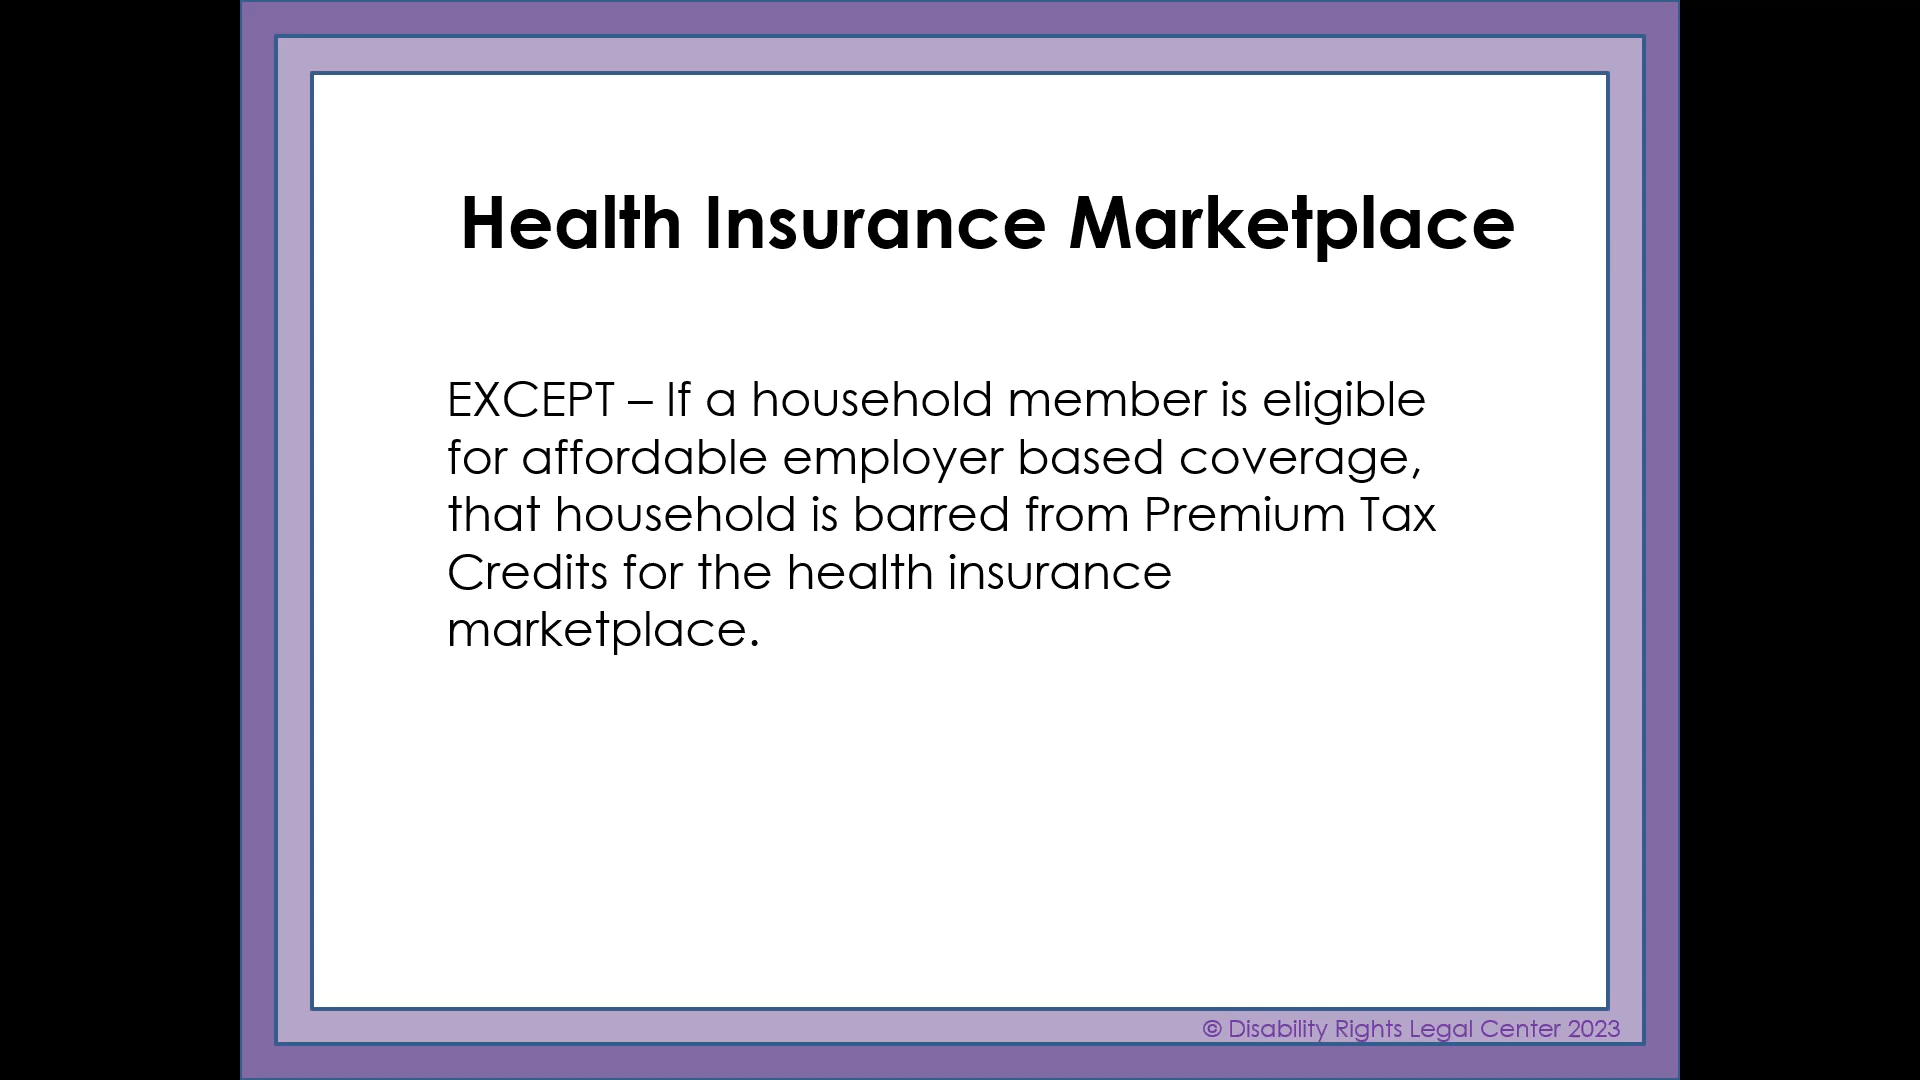 Health Insurance Marketplace
EXCEPT – If a household member is eligible
for affordable employer based coverage,
that household is barred from Premium Tax
Credits for the health insurance
marketplace.
© Disability Rights Legal Center 2023